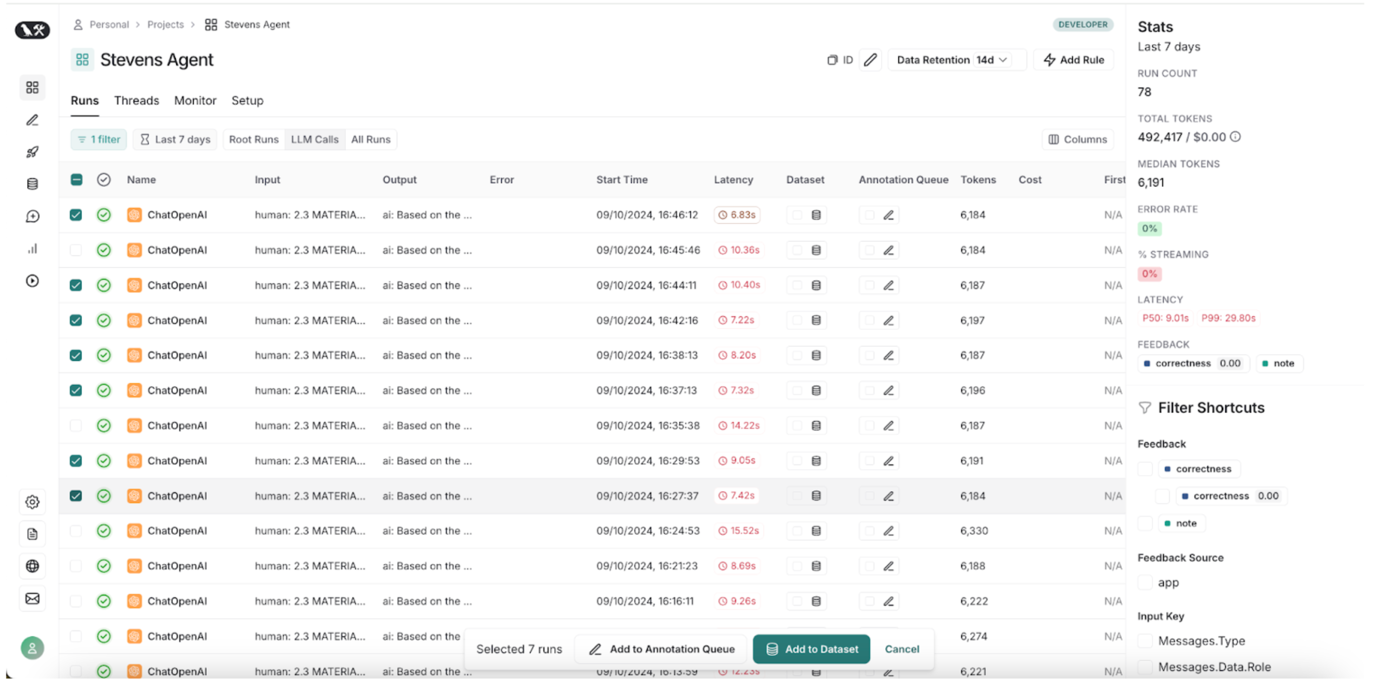 Personal > Projects > Stevens Agent
DEVELOPER
Stevens Agent
ID
Data Retention 14d
Add Rule
Runs Threads Monitor Setup
1 filter Last 7 days Root Runs LLM Calls All Runs
Columns
Name Input Output Error Start Time Latency Dataset Annotation Queue Tokens Cost First
ChatOpenAI human: 2.3 MATERIA... ai: Based on the ... 09/10/2024, 16:46:12 6.83s 6,184 N/A
ChatOpenAI human: 2.3 MATERIA... ai: Based on the ... 09/10/2024, 16:45:46 10.36s 6,184 N/A
ChatOpenAI human: 2.3 MATERIA... ai: Based on the ... 09/10/2024, 16:44:11 10.40s 6,187 N/A
ChatOpenAI human: 2.3 MATERIA... ai: Based on the ... 09/10/2024, 16:42:16 7.22s 6,197 N/A
ChatOpenAI human: 2.3 MATERIA... ai: Based on the ... 09/10/2024, 16:38:13 8.20s 6,187 N/A
ChatOpenAI human: 2.3 MATERIA... ai: Based on the ... 09/10/2024, 16:37:13 7.32s 6,196 N/A
ChatOpenAI human: 2.3 MATERIA... ai: Based on the ... 09/10/2024, 16:35:38 14.22s 6,187 N/A
ChatOpenAI human: 2.3 MATERIA... ai: Based on the ... 09/10/2024, 16:29:53 9.05s 6,191 N/A
ChatOpenAI human: 2.3 MATERIA... ai: Based on the ... 09/10/2024, 16:27:37 7.42s 6,184 N/A
ChatOpenAI human: 2.3 MATERIA... ai: Based on the ... 09/10/2024, 16:24:53 15.52s 6,330 N/A
ChatOpenAI human: 2.3 MATERIA... ai: Based on the ... 09/10/2024, 16:21:23 8.69s 6,188 N/A
ChatOpenAI human: 2.3 MATERIA... ai: Based on the ... 09/10/2024, 16:16:11 9.26s 6,222 N/A
ChatOpenAI human: 2.3 MATERIA... ai: Based on the ... 6,274 N/A
ChatOpenAI human: 2.3 MATERIA... ai: Based on the ... 09/10/2024, 16:13:59 12.23s 6,221 N/A
Selected 7 runs Add to Annotation Queue Add to Dataset Cancel
Stats
Last 7 days
RUN COUNT
78
TOTAL TOKENS
492,417 / $0.00
MEDIAN TOKENS
6,191
ERROR RATE
0%
% STREAMING
0%
LATENCY
P50: 9.01s P99: 29.80s
FEEDBACK
correctness 0.00 note
Filter Shortcuts
Feedback
correctness
correctness 0.00
note
Feedback Source
app
Input Key
Messages.Type
Messages.Data.Role